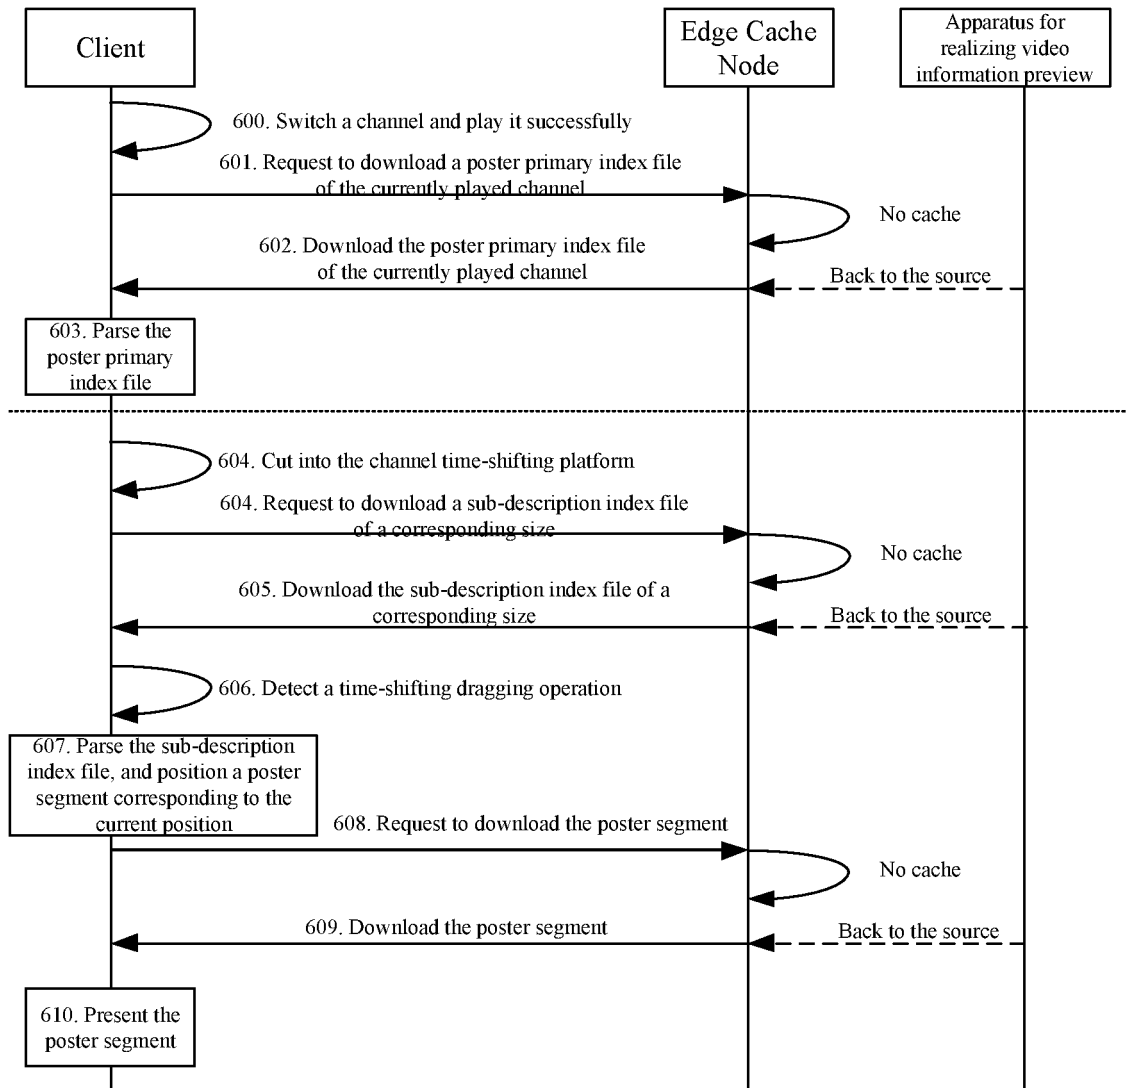 Client
Edge Cache
Node
Apparatus for
realizing video
information preview
600. Switch a channel and play it successfully
601. Request to download a poster primary index file
of the currently played channel
No cache
602. Download the poster primary index file
of the currently played channel
Back to the source
603. Parse the
poster primary
index file
604. Cut into the channel time-shifting platform
604. Request to download a sub-description index file
of a corresponding size
No cache
605. Download the sub-description index file of a
corresponding size
Back to the source
606. Detect a time-shifting dragging operation
607. Parse the sub-description
index file, and position a poster
segment corresponding to the
current position
608. Request to download the poster segment
No cache
609. Download the poster segment
Back to the source
610. Present the
poster segment